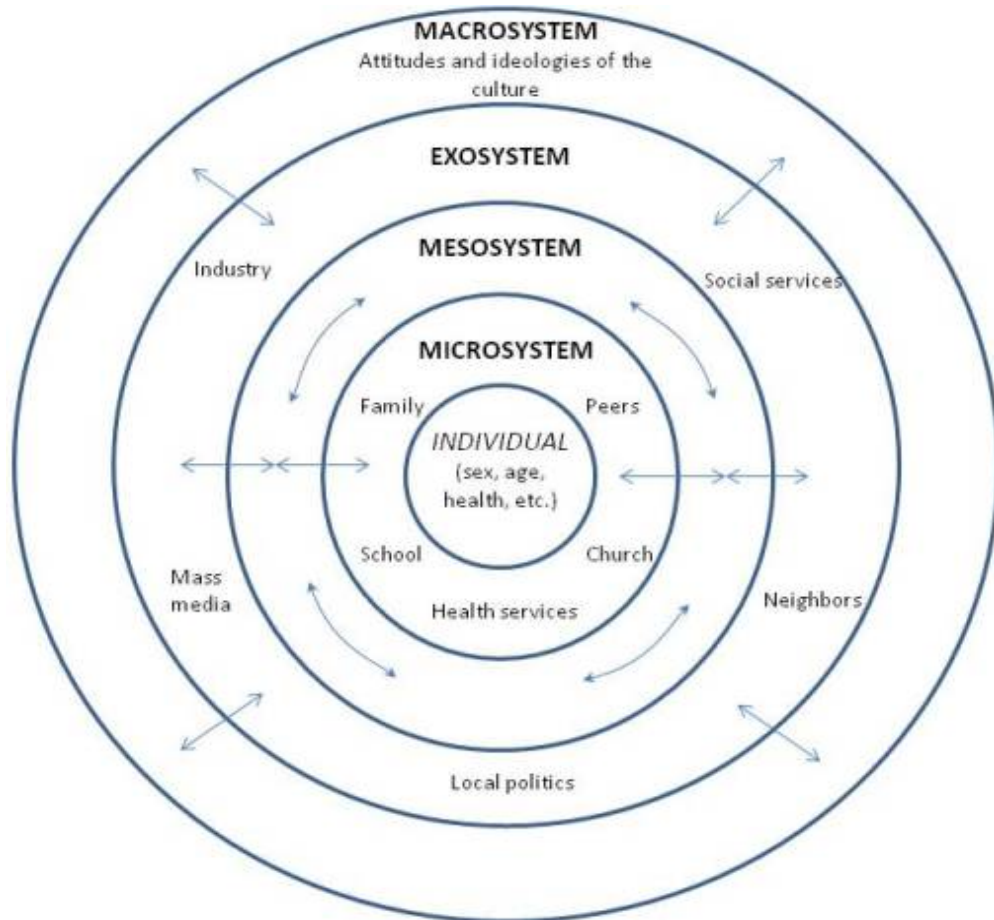 MACROSYSTEM
Attitudes and ideologies of the
culture
EXOSYSTEM
MESOSYSTEM
Industry
Social services
MICROSYSTEM
Family
Peers
INDIVIDUAL
(sex, age,
health, etc.)
School
Church
Mass
media
Neighbors
Health services
Local politics